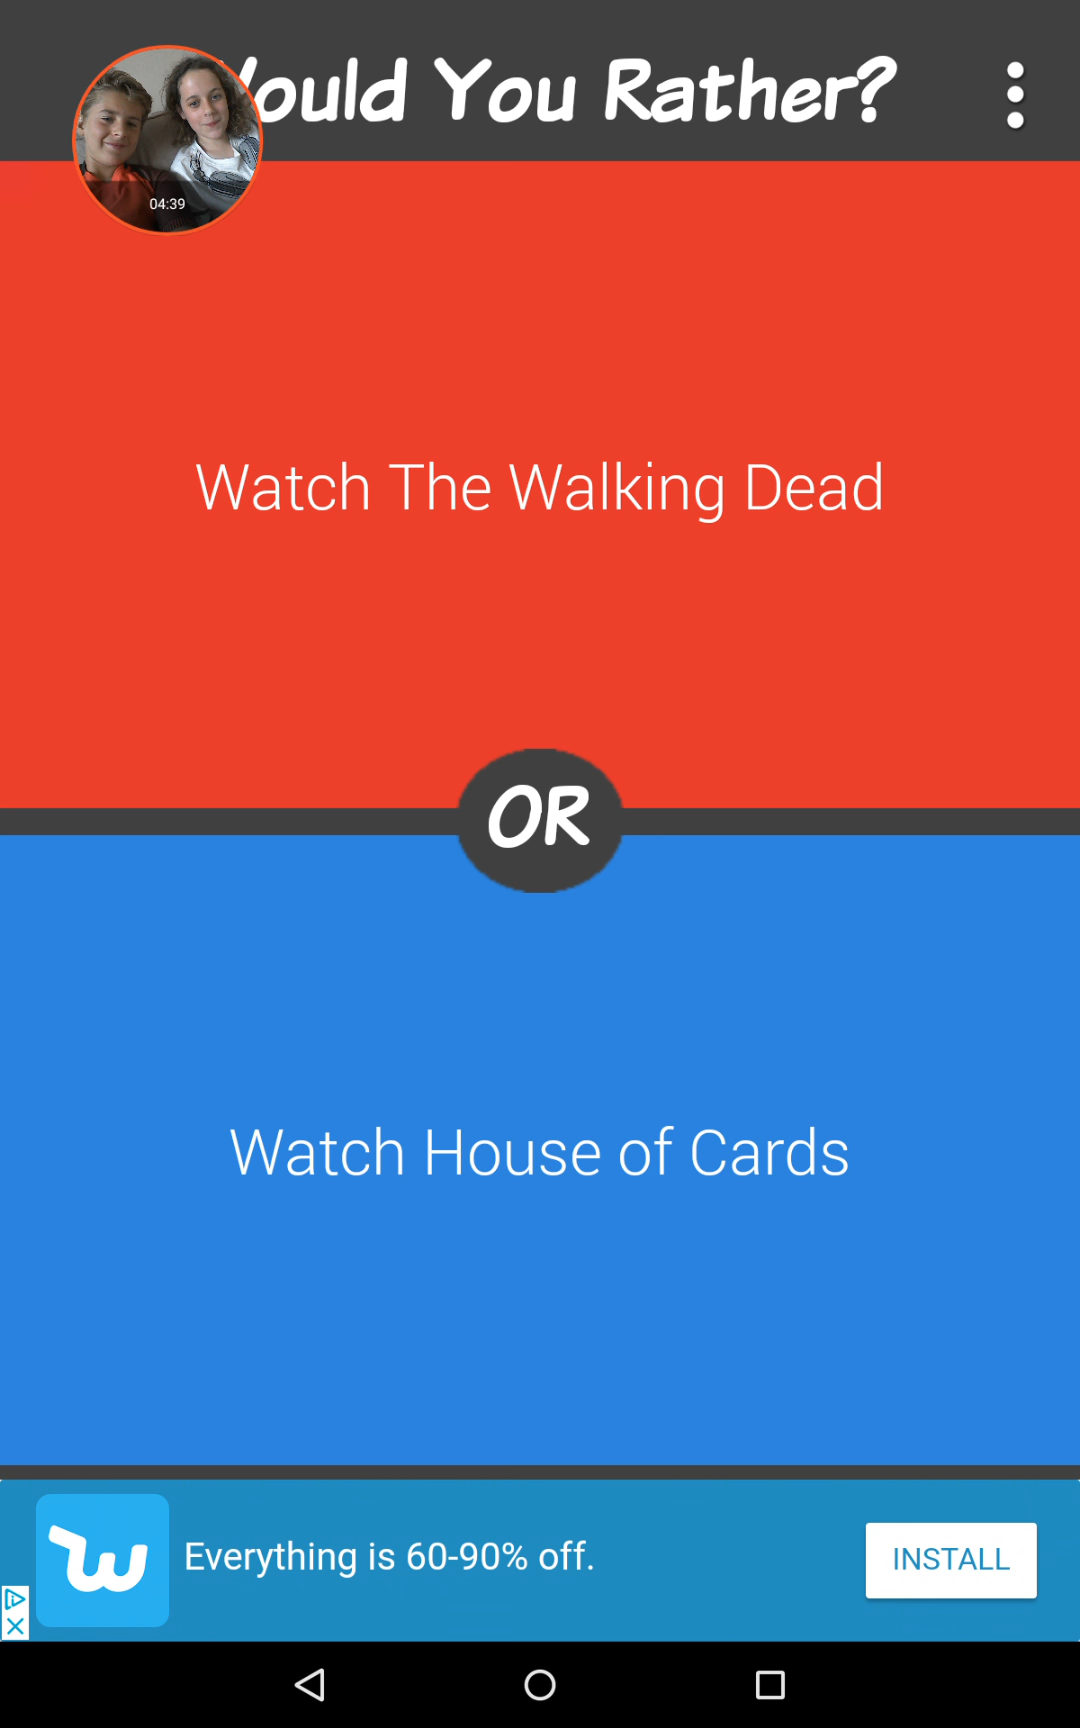 Would You Rather?
04:39
Watch The Walking Dead
OR
Watch House of Cards
Everything is 60-90% off.
INSTALL